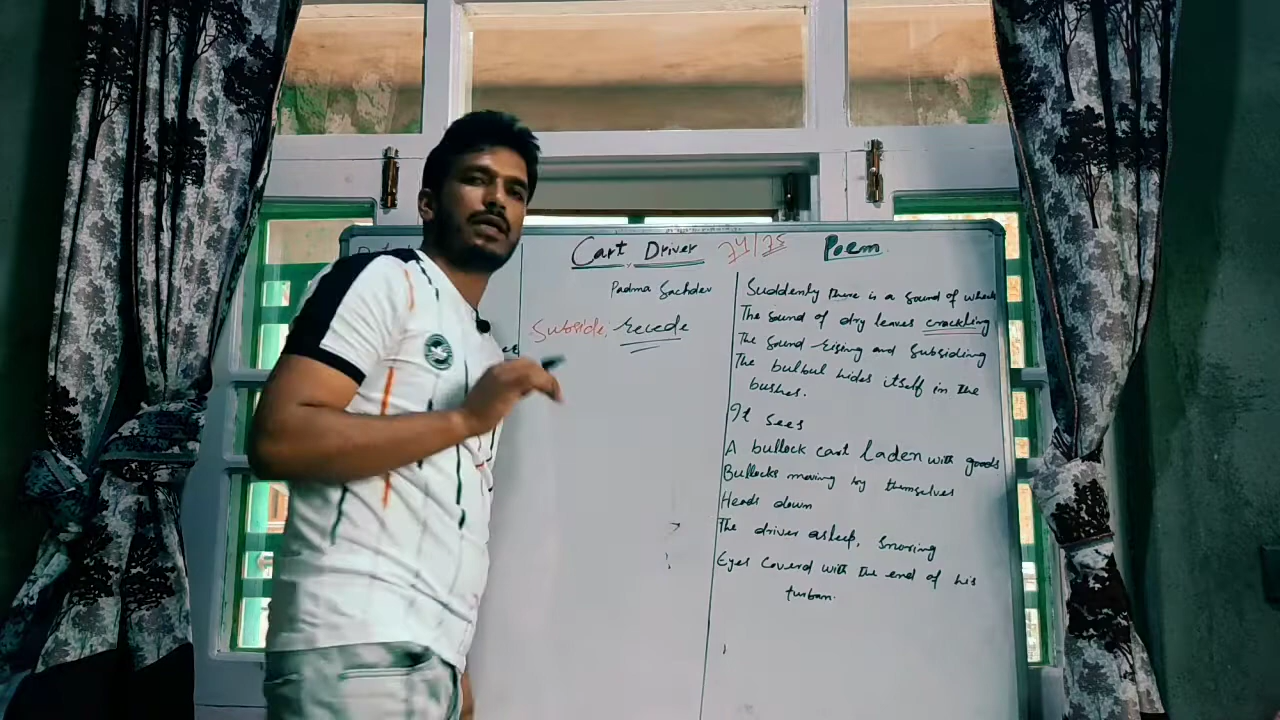 Cart Driver 24/25 Poem
Padma Sachdev
Subside: recede
Suddenly there is a sound of wheels
The sound of dry leaves crackling
The sound rising and subsiding
The bulbul hides itself in the
bushes.
It sees
A bullock cart laden with goods
Bullocks moving by themselves
Heads down
The driver asleep, snoring
Eyes coverd with the end of his
turban.